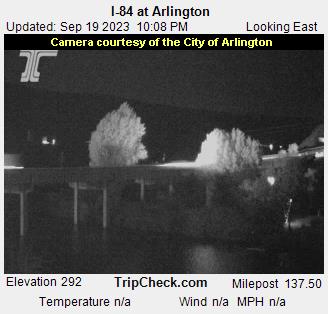 I-84 at Arlington
Updated: Sep 19 2023 10:08 PM Looking East
Camera courtesy of the City of Arlington
Elevation 292 TripCheck.com Milepost 137.50
Temperature n/a Wind n/a MPH n/a